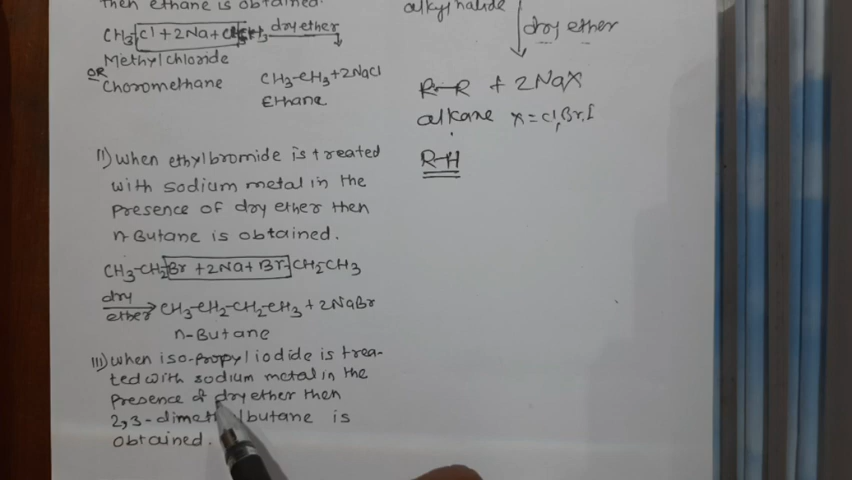 then ethane is obtained.
CH3-Cl + 2Na + Cl-CH3 dry ether
Methylchloride
OR
Choromethane
CH3-CH3 + 2NaCl
Ethane
II) When ethylbromide is treated
with sodium metal in the
presence of dry ether then
n-Butane is obtained.
CH3-CH2-Br + 2Na + Br-CH2CH3
dry
ether
CH3-CH2-CH2-CH3 + 2NaBr
n-Butane
III) When iso-propyl iodide is trea-
ted with sodium metal in the
presence of dry ether then
2,3-dimethylbutane is
obtained.
alkyl halide
dry ether
R-R + 2NaX
alkane X = Cl, Br, I
R-H